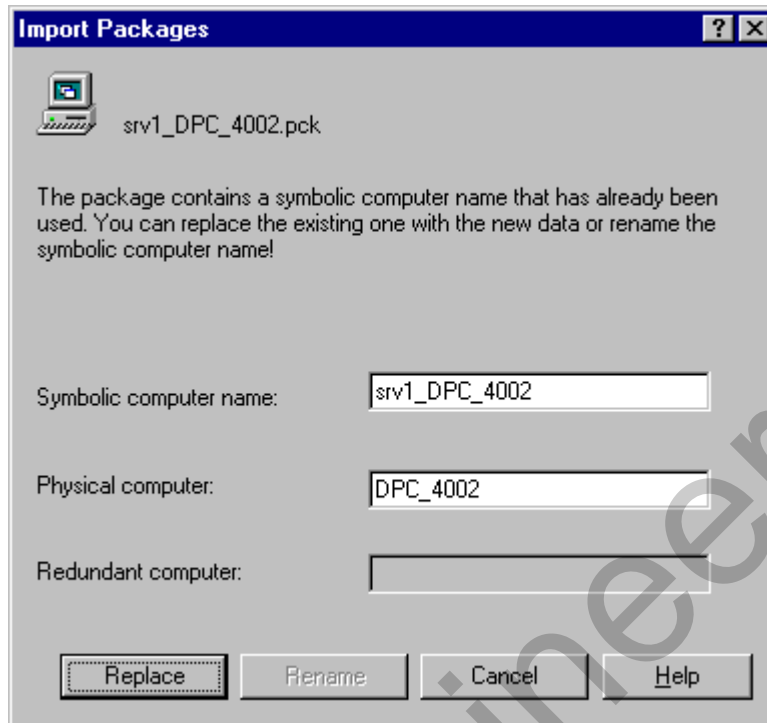 Import Packages
srv1_DPC_4002.pck
The package contains a symbolic computer name that has already been
used. You can replace the existing one with the new data or rename the
symbolic computer name!
Symbolic computer name: srv1_DPC_4002
Physical computer: DPC_4002
Redundant computer:
Replace Rename Cancel Help